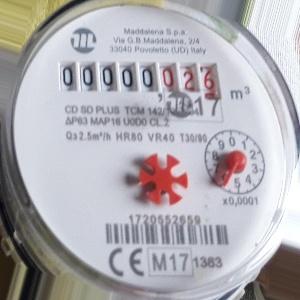 Maddalena S.p.a.
Via G.B.Maddalena, 2/4
33040 Povoletto (UD) Italy
00000026
m³
CD SD PLUS TCM 142/
ΔP63 MAP16 U0D0 CL.2
Q₃ 2.5m³/h HR80 VR40 T30/90
x0,0001
1720552659
CE M17 1383